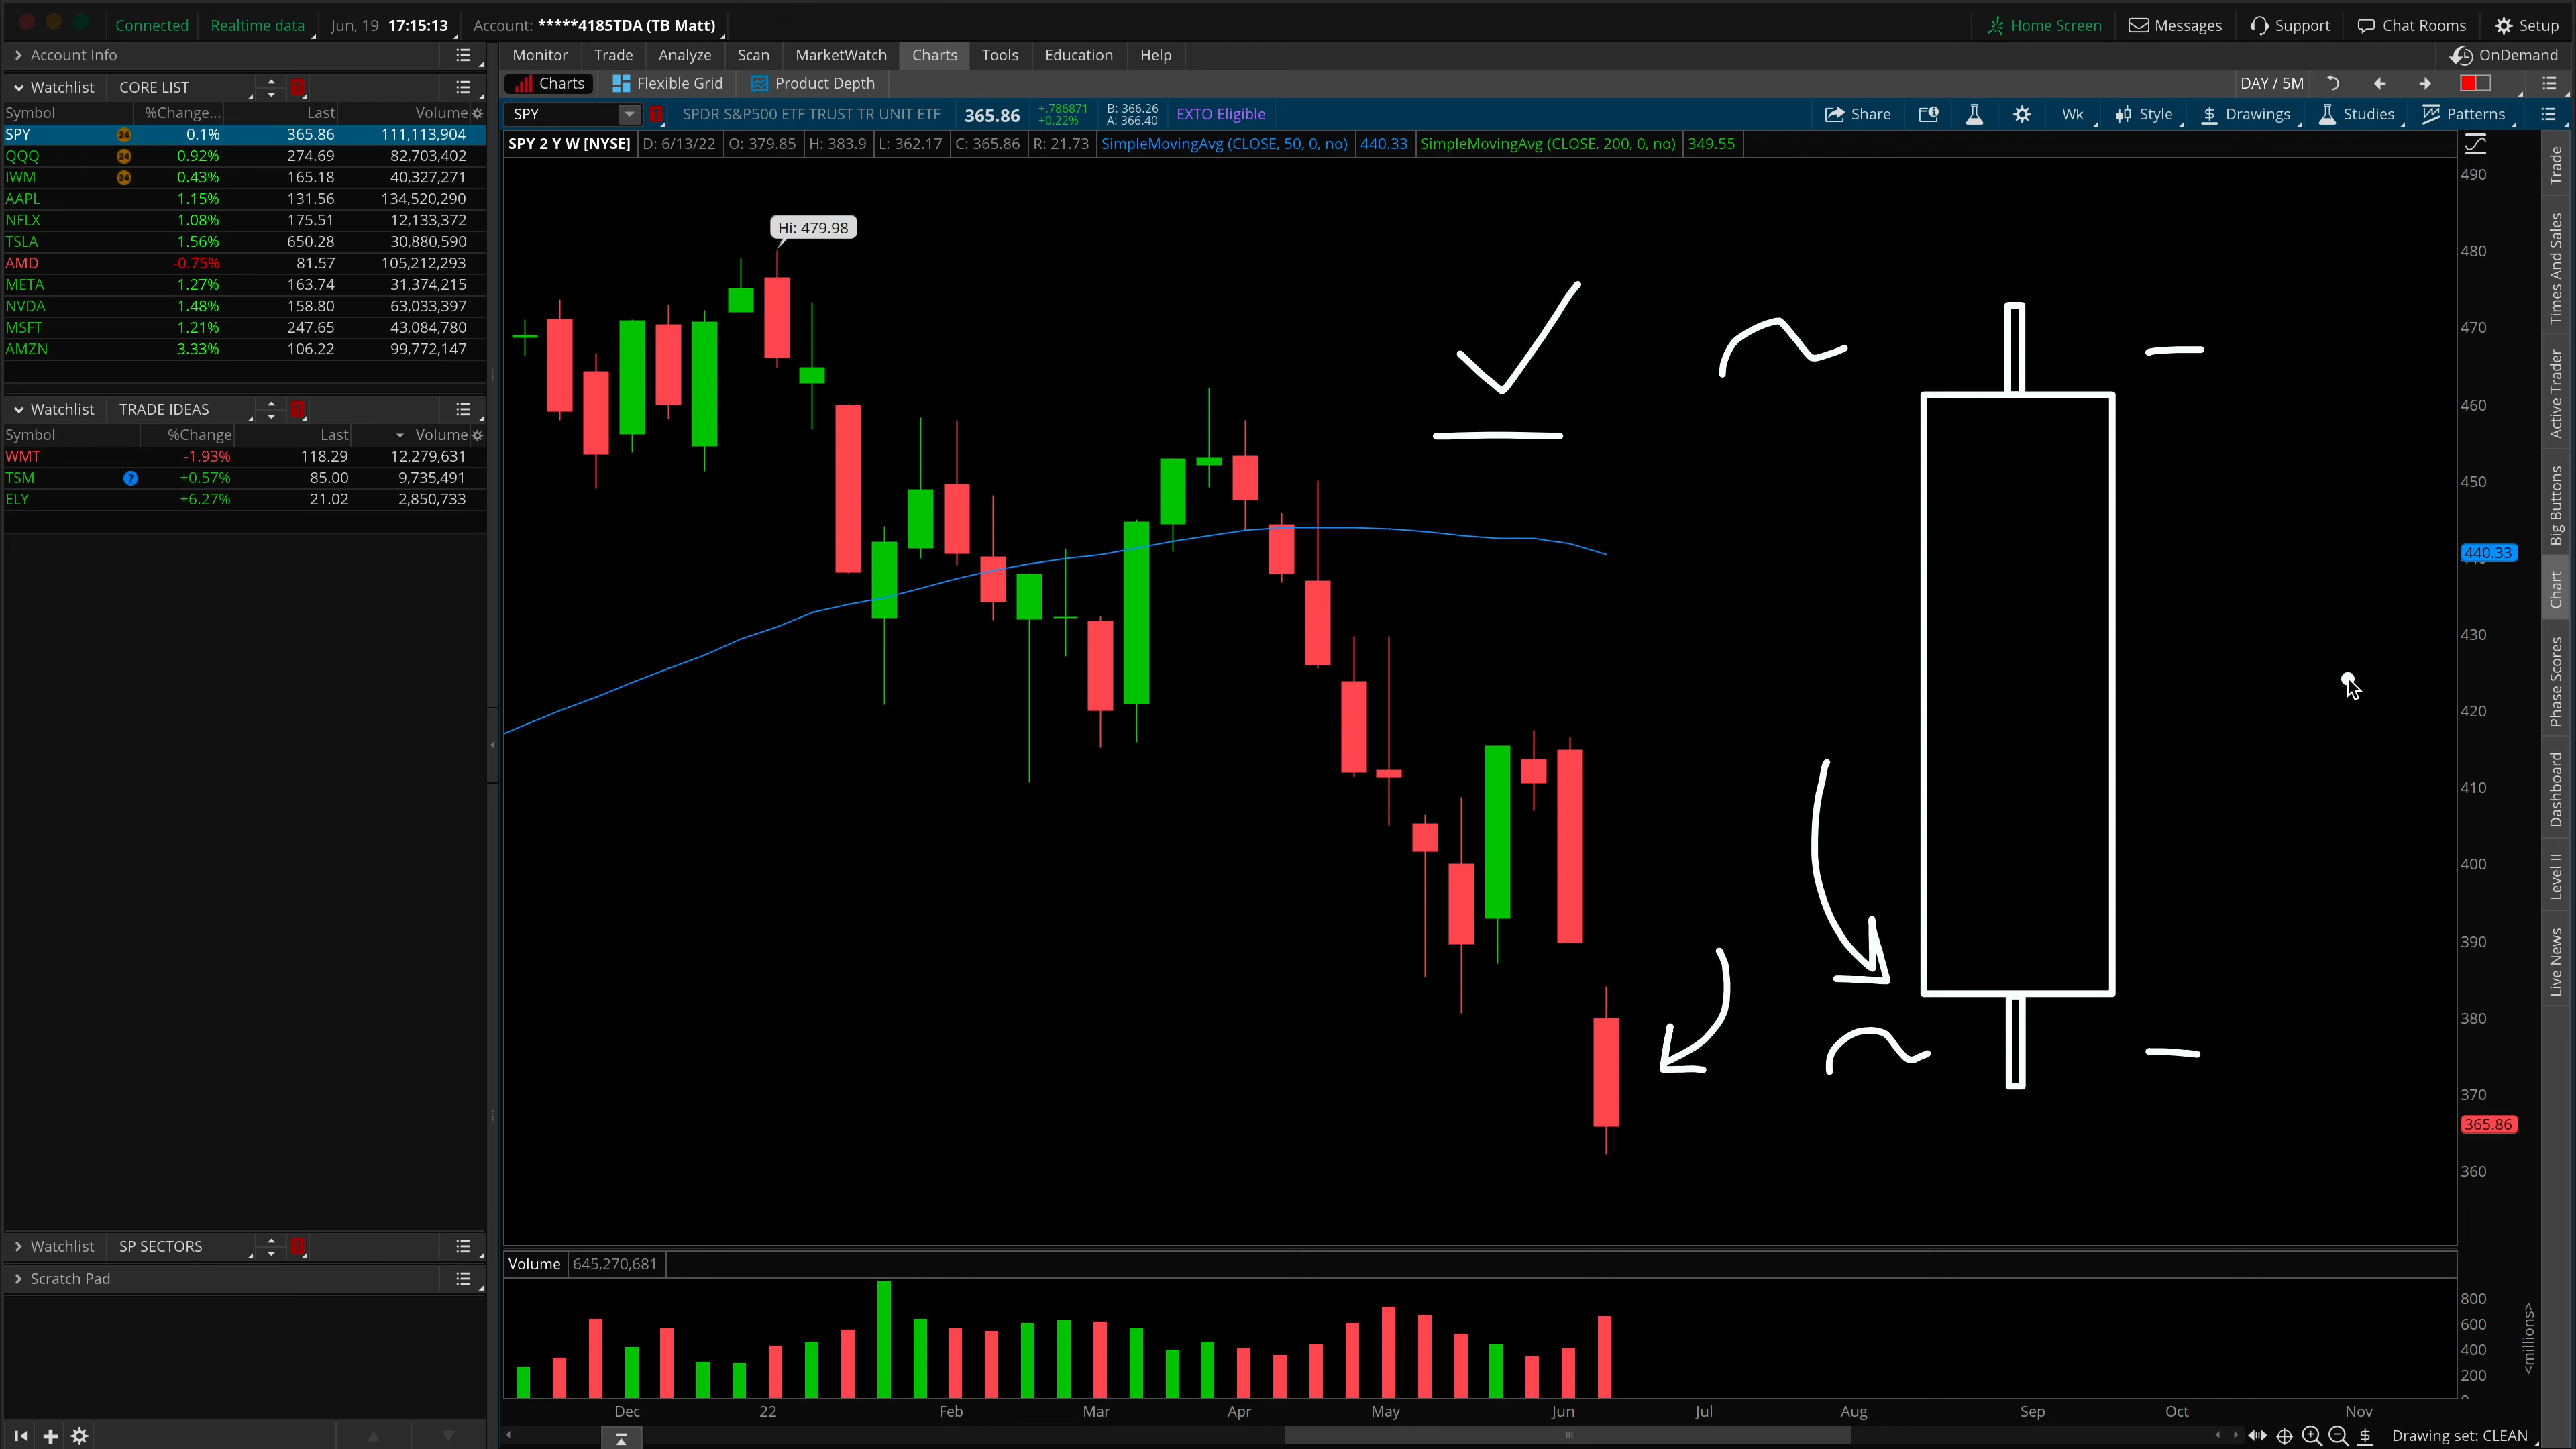 Connected Realtime data Jun, 19 17:15:13 Account: *****4185TDA (TB Matt) Home Screen Messages Support Chat Rooms Setup
Account Info Monitor Trade Analyze Scan MarketWatch Charts Tools Education Help OnDemand
Charts Flexible Grid Product Depth DAY / 5M
Watchlist CORE LIST
Symbol %Change... Last Volume
SPY 24 0.1% 365.86 111,113,904
QQQ 24 0.92% 274.69 82,703,402
IWM 24 0.43% 165.18 40,327,271
AAPL 1.15% 131.56 134,520,290
NFLX 1.08% 175.51 12,133,372
TSLA 1.56% 650.28 30,880,590
AMD -0.75% 81.57 105,212,293
META 1.27% 163.74 31,374,215
NVDA 1.48% 158.80 63,033,397
MSFT 1.21% 247.65 43,084,780
AMZN 3.33% 106.22 99,772,147
Watchlist TRADE IDEAS
Symbol %Change Last Volume
WMT -1.93% 118.29 12,279,631
TSM ? +0.57% 85.00 9,735,491
ELY +6.27% 21.02 2,850,733
Watchlist SP SECTORS
Scratch Pad
SPY SPDR S&P500 ETF TRUST TR UNIT ETF 365.86 +.786871 +0.22% B: 366.26 A: 366.40 EXTO Eligible Share Wk Style $ Drawings Studies Patterns
SPY 2 Y W [NYSE] D: 6/13/22 O: 379.85 H: 383.9 L: 362.17 C: 365.86 R: 21.73 SimpleMovingAvg (CLOSE, 50, 0, no) 440.33 SimpleMovingAvg (CLOSE, 200, 0, no) 349.55
Hi: 479.98
490
480
470
460
450
440.33
430
420
410
400
390
380
370
365.86
360
Volume 645,270,681
800
600
400
200
<millions>
Dec 22 Feb Mar Apr May Jun Jul Aug Sep Oct Nov
$ Drawing set: CLEAN
Trade
Times And Sales
Active Trader
Big Buttons
Chart
Phase Scores
Dashboard
Level II
Live News